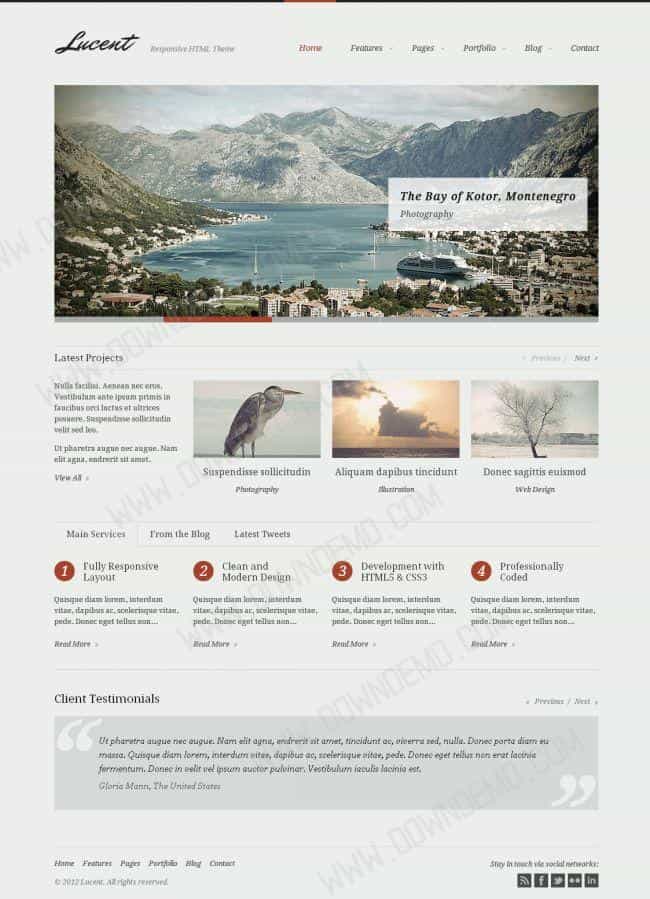 Lucent
Responsive HTML Theme
Home Features Pages Portfolio Blog Contact
The Bay of Kotor, Montenegro
Photography
Latest Projects
Previous / Next
Nulla facilisi. Aenean nec eros.
Vestibulum ante ipsum primis in
faucibus orci luctus et ultrices
posuere. Suspendisse sollicitudin
velit sed leo.
Ut pharetra augue nec augue. Nam
elit agna, endrerit sit amet.
View All »
Suspendisse sollicitudin
Photography
Aliquam dapibus tincidunt
Illustration
Donec sagittis euismod
Web Design
Main Services
From the Blog
Latest Tweets
1 Fully Responsive
Layout
Quisque diam lorem, interdum
vitae, dapibus ac, scelerisque vitae,
pede. Donec eget tellus non...
Read More »
2 Clean and
Modern Design
Quisque diam lorem, interdum
vitae, dapibus ac, scelerisque vitae,
pede. Donec eget tellus non...
Read More »
3 Development with
HTML5 & CSS3
Quisque diam lorem, interdum
vitae, dapibus ac, scelerisque vitae,
pede. Donec eget tellus non...
Read More »
4 Professionally
Coded
Quisque diam lorem, interdum
vitae, dapibus ac, scelerisque vitae,
pede. Donec eget tellus non...
Read More »
Client Testimonials
« Previous / Next »
“
Ut pharetra augue nec augue. Nam elit agna, endrerit sit amet, tincidunt ac, viverra sed, nulla. Donec porta diam eu
massa. Quisque diam lorem, interdum vitae, dapibus ac, scelerisque vitae, pede. Donec eget tellus non erat lacinia
fermentum. Donec in velit vel ipsum auctor pulvinar. Vestibulum iaculis lacinia est.
Gloria Mann, The United States
”
Home Features Pages Portfolio Blog Contact
© 2012 Lucent. All rights reserved.
Stay in touch via social networks:
f
in
WWW.DOWNDEMO.COM